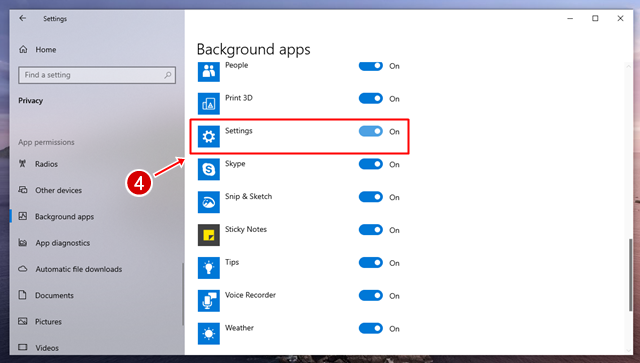 Settings
Home
Find a setting
Privacy
App permissions
Radios
Other devices
Background apps
App diagnostics
Automatic file downloads
Documents
Pictures
Videos
Background apps
People On
Print 3D On
Settings On
Skype On
Snip & Sketch On
Sticky Notes On
Tips On
Voice Recorder On
Weather On
4